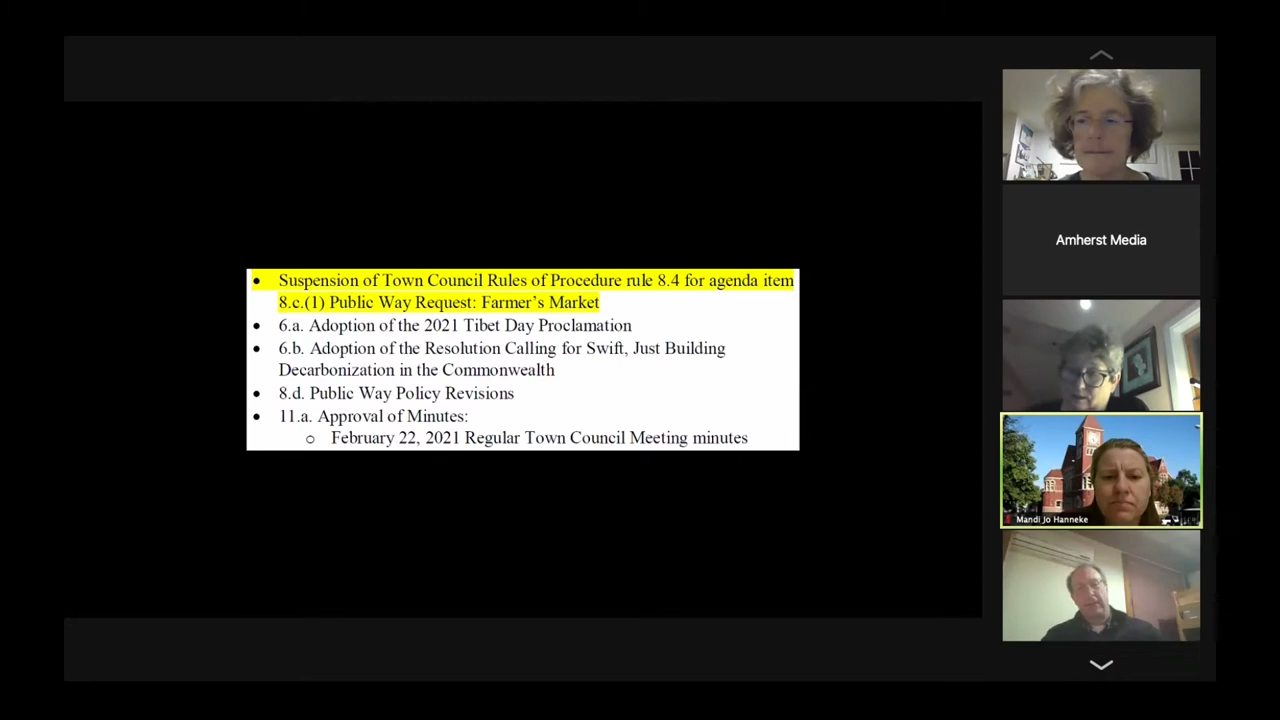 • Suspension of Town Council Rules of Procedure rule 8.4 for agenda item
8.c.(1) Public Way Request: Farmer's Market
• 6.a. Adoption of the 2021 Tibet Day Proclamation
• 6.b. Adoption of the Resolution Calling for Swift, Just Building
Decarbonization in the Commonwealth
• 8.d. Public Way Policy Revisions
• 11.a. Approval of Minutes:
o February 22, 2021 Regular Town Council Meeting minutes
Amherst Media
Mandi Jo Hanneke